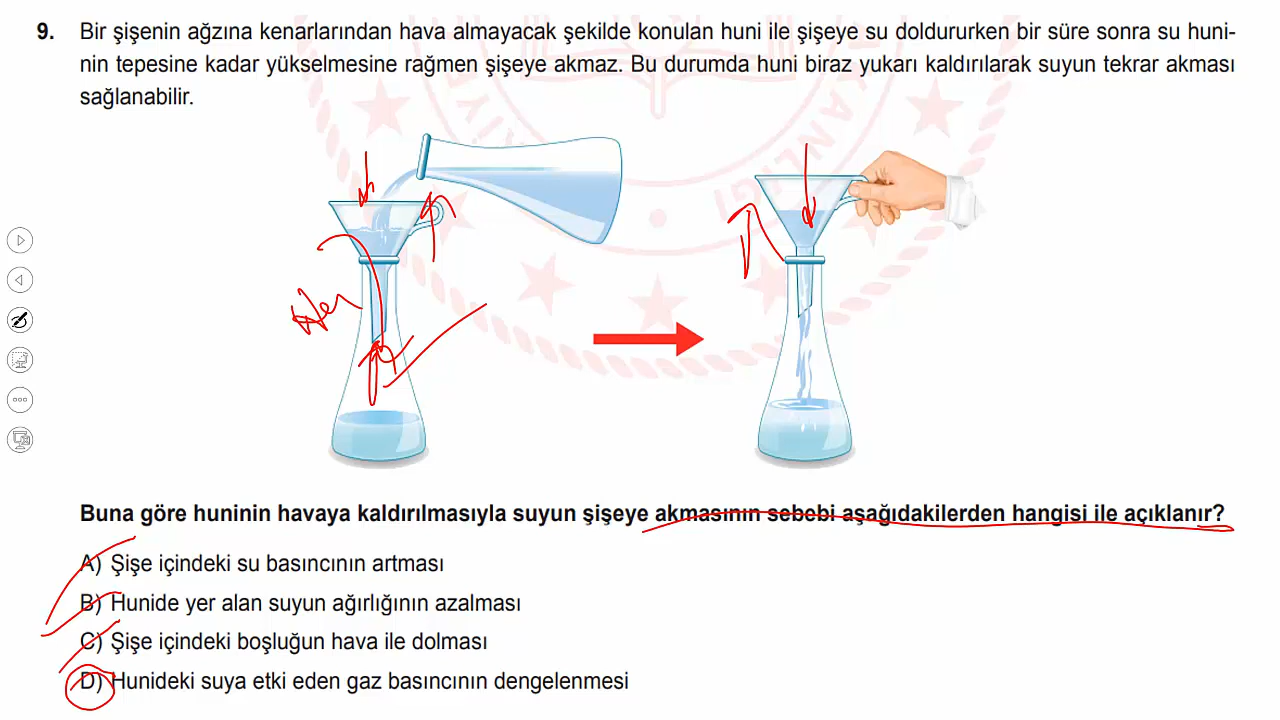 9. Bir şişenin ağzına kenarlarından hava almayacak şekilde konulan huni ile şişeye su doldururken bir süre sonra su huni-
nin tepesine kadar yükselmesine rağmen şişeye akmaz. Bu durumda huni biraz yukarı kaldırılarak suyun tekrar akması
sağlanabilir.
Buna göre huninin havaya kaldırılmasıyla suyun şişeye akmasının sebebi aşağıdakilerden hangisi ile açıklanır?
A) Şişe içindeki su basıncının artması
B) Hunide yer alan suyun ağırlığının azalması
C) Şişe içindeki boşluğun hava ile dolması
D) Hunideki suya etki eden gaz basıncının dengelenmesi